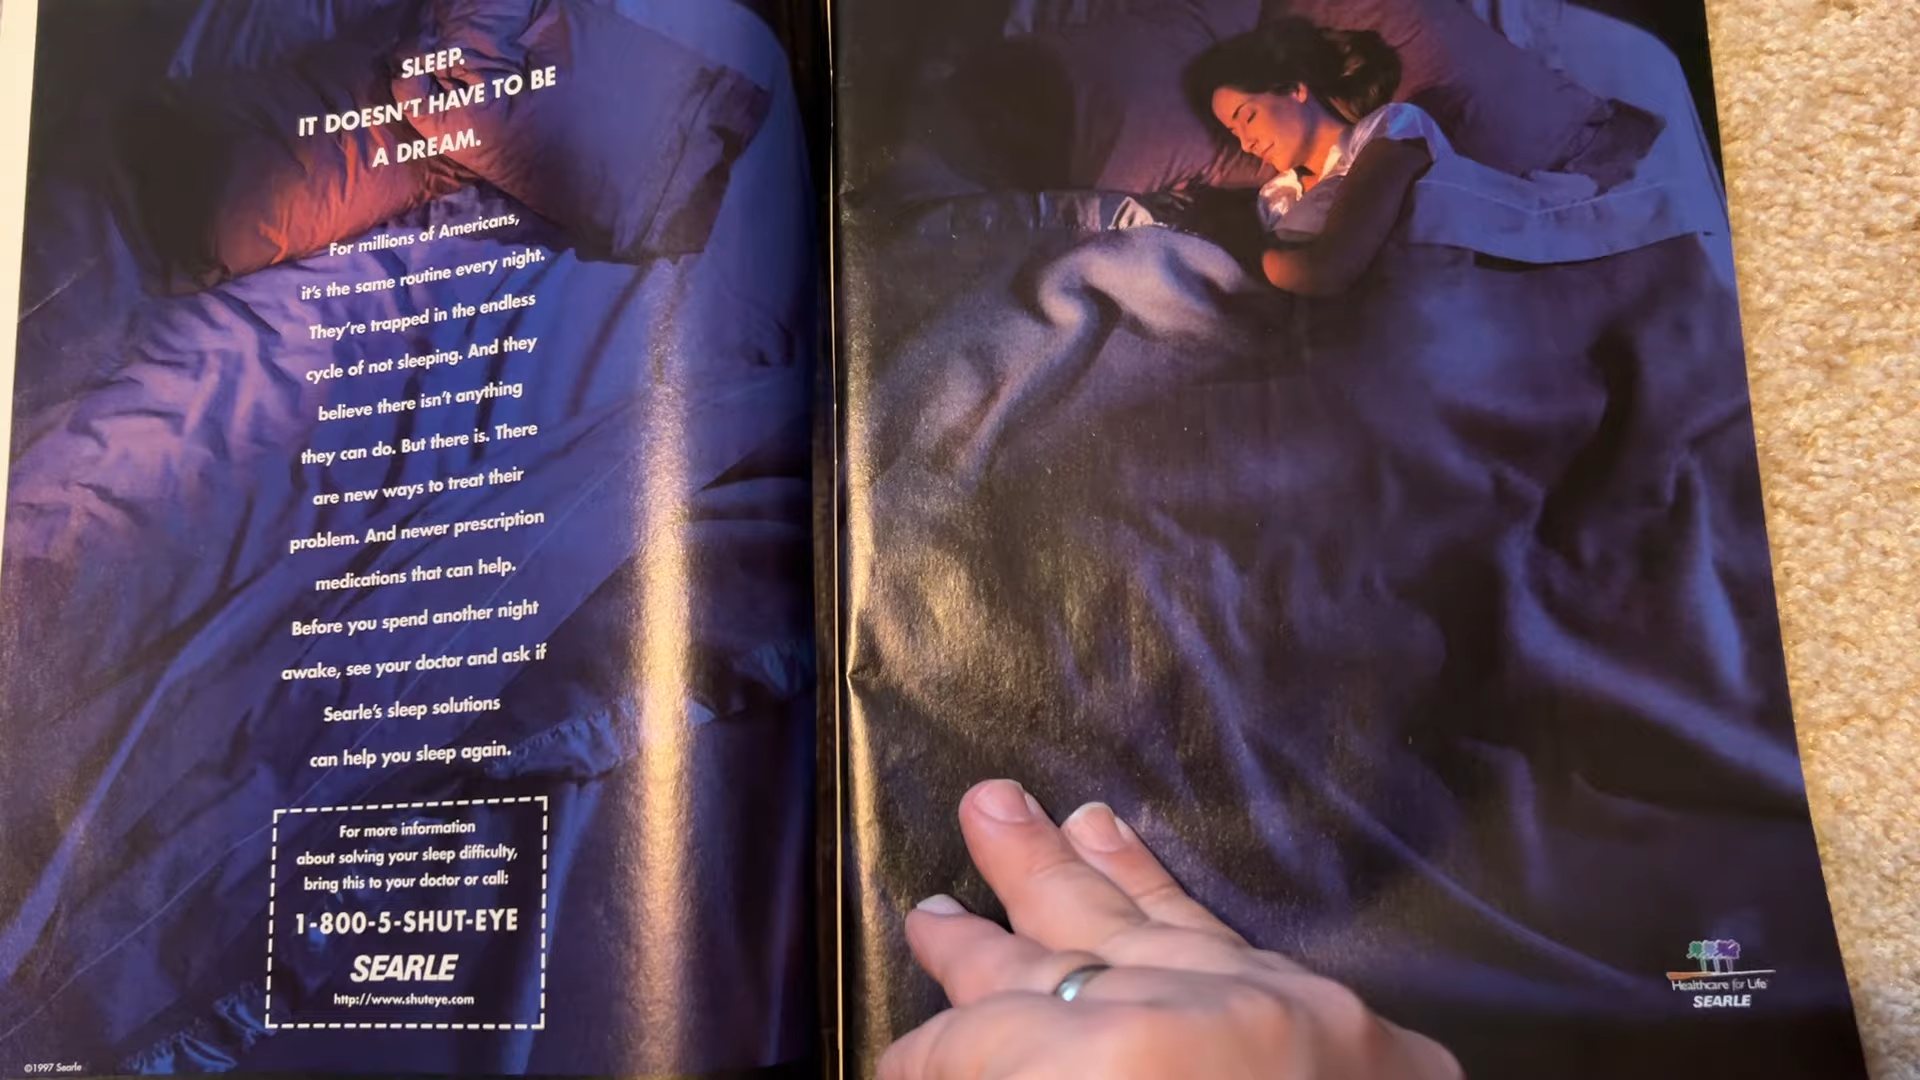 SLEEP.
IT DOESN'T HAVE TO BE
A DREAM.
For millions of Americans,
it's the same routine every night.
They're trapped in the endless
cycle of not sleeping. And they
believe there isn't anything
they can do. But there is. There
are new ways to treat their
problem. And newer prescription
medications that can help.
Before you spend another night
awake, see your doctor and ask if
Searle's sleep solutions
can help you sleep again.
For more information
about solving your sleep difficulty,
bring this to your doctor or call:
1-800-5-SHUT-EYE
SEARLE
http://www.shuteye.com
©1997 Searle
Healthcare for Life
SEARLE